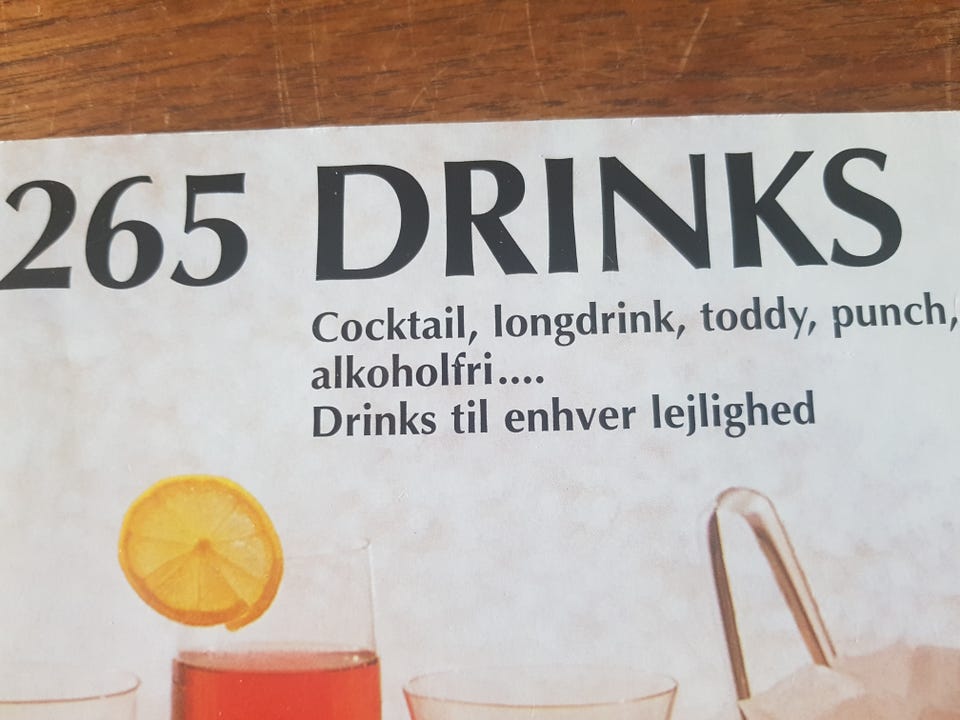 265 DRINKS
Cocktail, longdrink, toddy, punch,
alkoholfri....
Drinks til enhver lejlighed